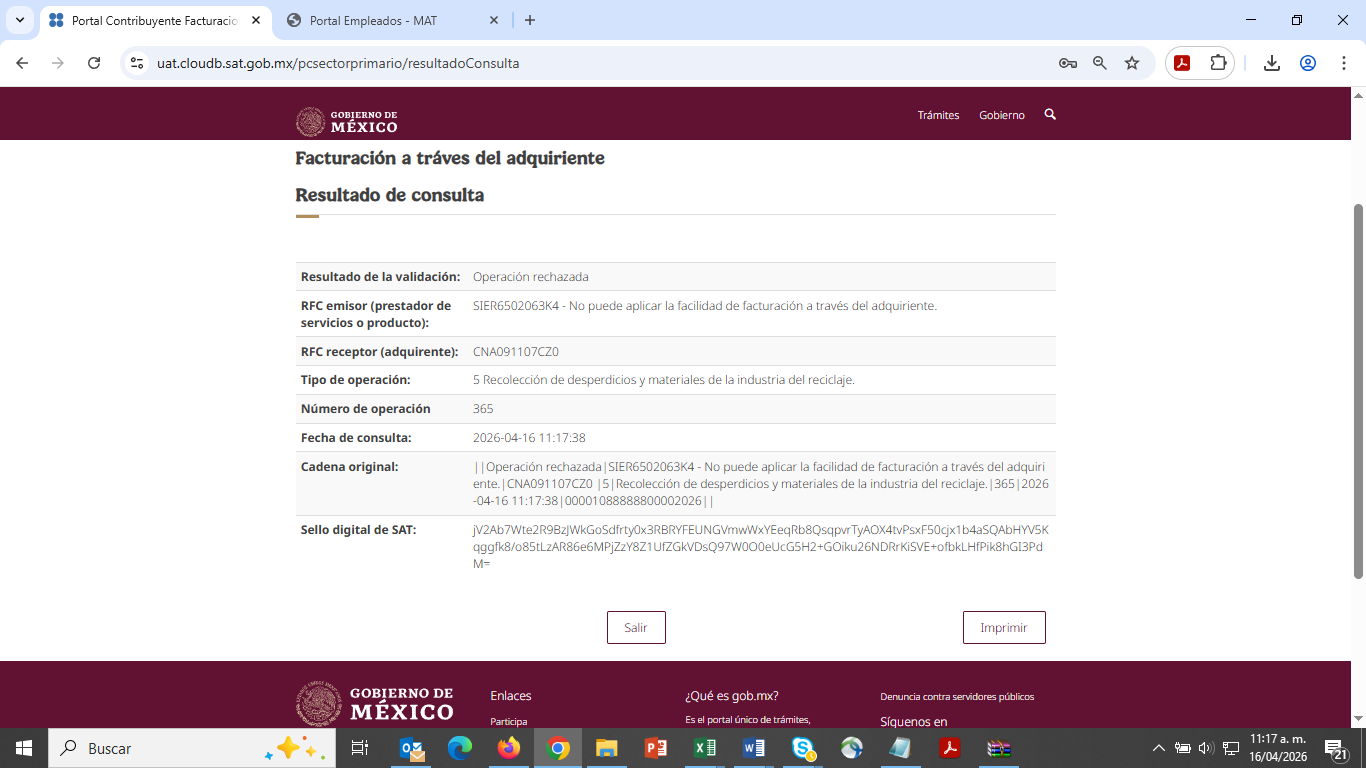 Portal Contribuyente Facturacio
Portal Empleados - MAT
uat.cloudb.sat.gob.mx/pcsectorprimario/resultadoConsulta
GOBIERNO DE
MÉXICO
Trámites
Gobierno
Facturación a tráves del adquiriente
Resultado de consulta
Resultado de la validación: Operación rechazada
RFC emisor (prestador de
servicios o producto):
SIER6502063K4 - No puede aplicar la facilidad de facturación a través del adquiriente.
RFC receptor (adquirente): CNA091107CZ0
Tipo de operación: 5 Recolección de desperdicios y materiales de la industria del reciclaje.
Número de operación 365
Fecha de consulta: 2026-04-16 11:17:38
Cadena original: ||Operación rechazada|SIER6502063K4 - No puede aplicar la facilidad de facturación a través del adquiri
ente.|CNA091107CZ0 |5|Recolección de desperdicios y materiales de la industria del reciclaje.|365|2026
-04-16 11:17:38|00001088888800002026||
Sello digital de SAT: jV2Ab7Wte2R9BzJWkGoSdfrty0x3RBRYFEUNGVmwWxYEeqRb8QsqpvrTyAOX4tvPsxF50cjx1b4aSQAbHYV5K
qggfk8/o85tLzAR86e6MPjZzY8Z1UfZGkVDsQ97W0O0eUcG5H2+GOiku26NDRrKiSVE+ofbkLHfPik8hGI3Pd
M=
Salir
Imprimir
GOBIERNO DE
MÉXICO
Enlaces
Participa
¿Qué es gob.mx?
Es el portal único de trámites,
Denuncia contra servidores públicos
Síguenos en
Buscar
11:17 a. m.
16/04/2026
21